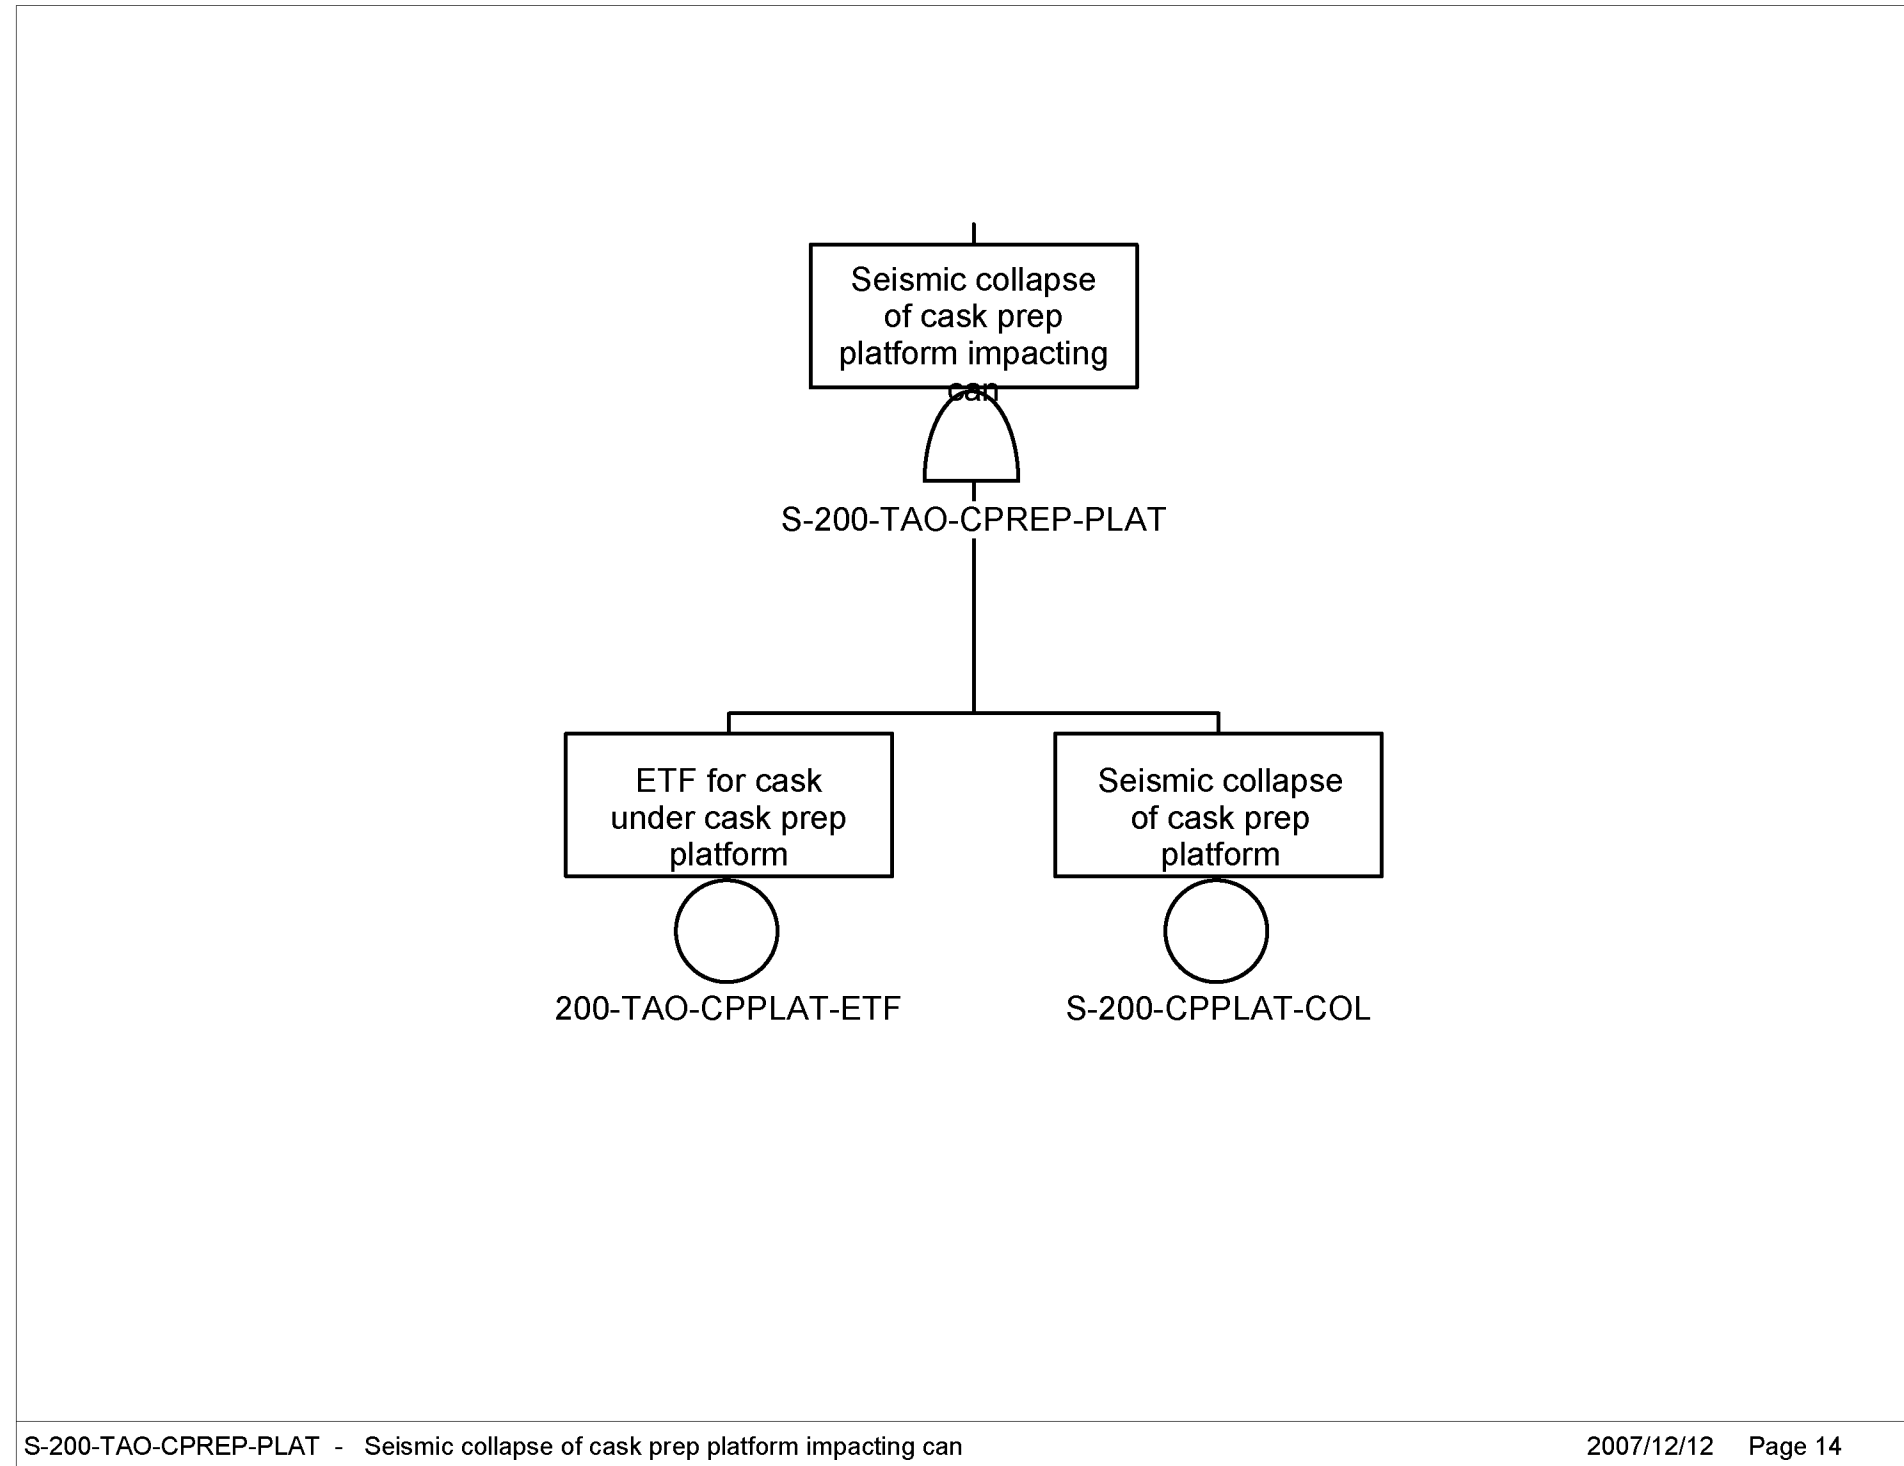 Seismic collapse
of cask prep
platform impacting
can
S-200-TAO-CPREP-PLAT
ETF for cask
under cask prep
platform
200-TAO-CPPLAT-ETF
Seismic collapse
of cask prep
platform
S-200-CPPLAT-COL
S-200-TAO-CPREP-PLAT - Seismic collapse of cask prep platform impacting can
2007/12/12 Page 14